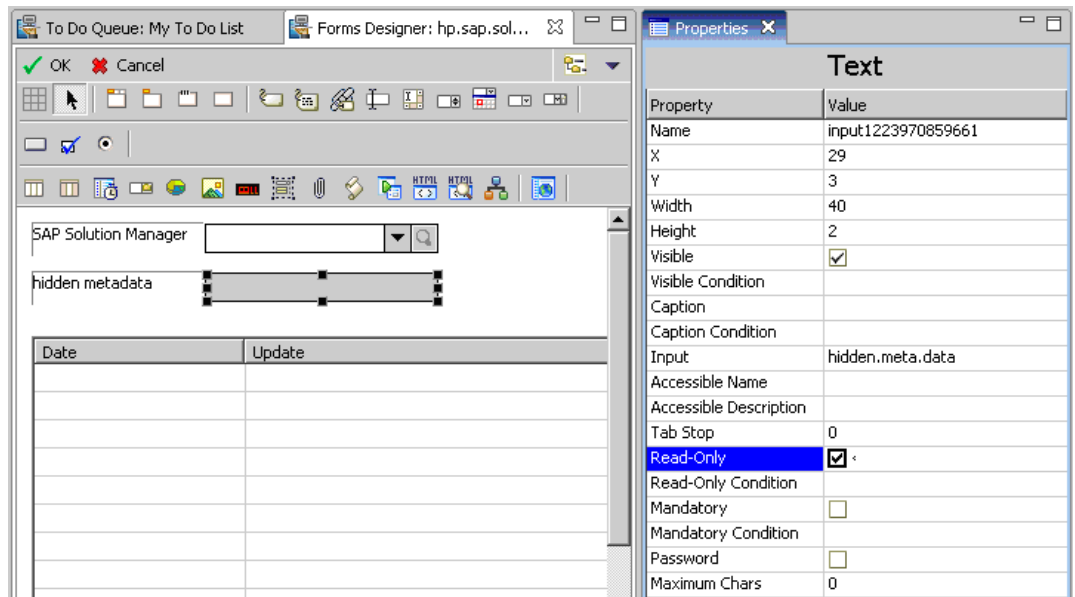 To Do Queue: My To Do List
Forms Designer: hp.sap.sol...
OK Cancel
HTML HTML
SAP Solution Manager
hidden metadata
Date Update
Properties
Text
Property Value
Name input1223970859661
X 29
Y 3
Width 40
Height 2
Visible
Visible Condition
Caption
Caption Condition
Input hidden.meta.data
Accessible Name
Accessible Description
Tab Stop 0
Read-Only
Read-Only Condition
Mandatory
Mandatory Condition
Password
Maximum Chars 0